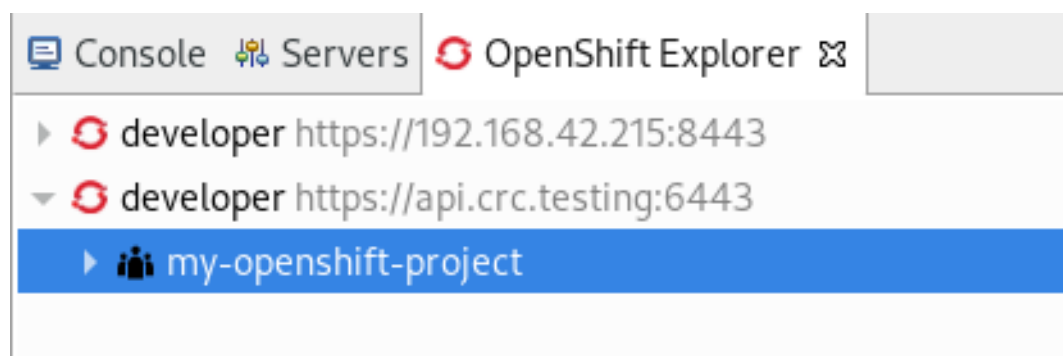 Console Servers OpenShift Explorer
developer https://192.168.42.215:8443
developer https://api.crc.testing:6443
my-openshift-project